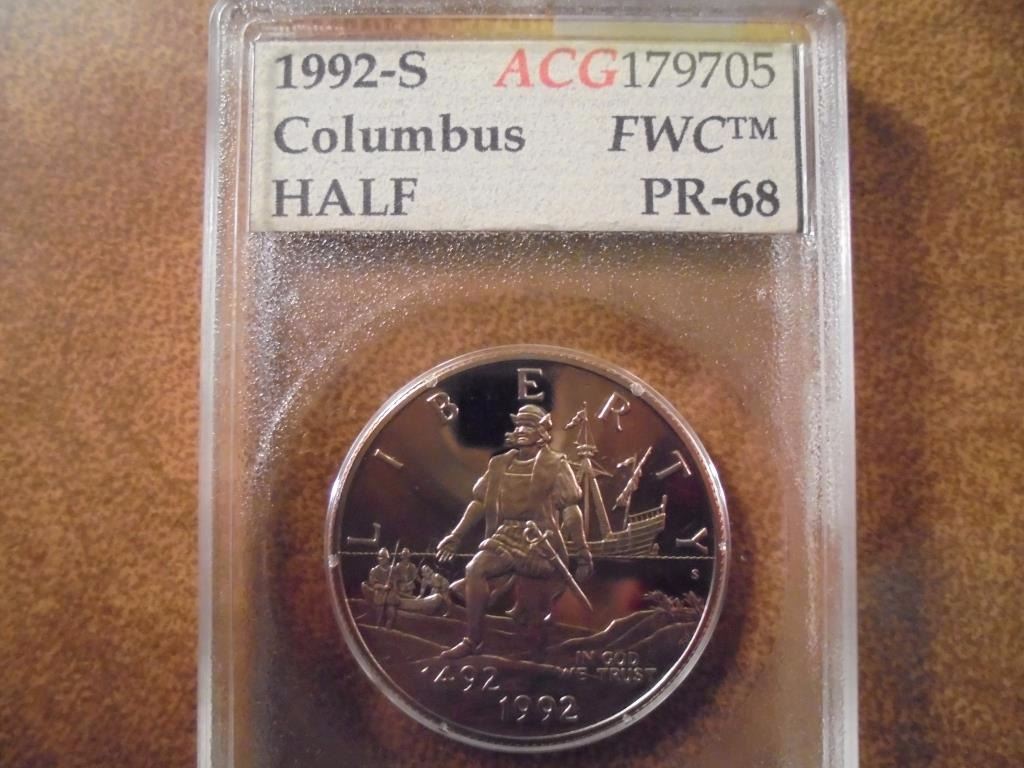 1992-S ACG179705
Columbus FWC™
HALF PR-68
LIBERTY
S
IN GOD
WE TRUST
1492
1992